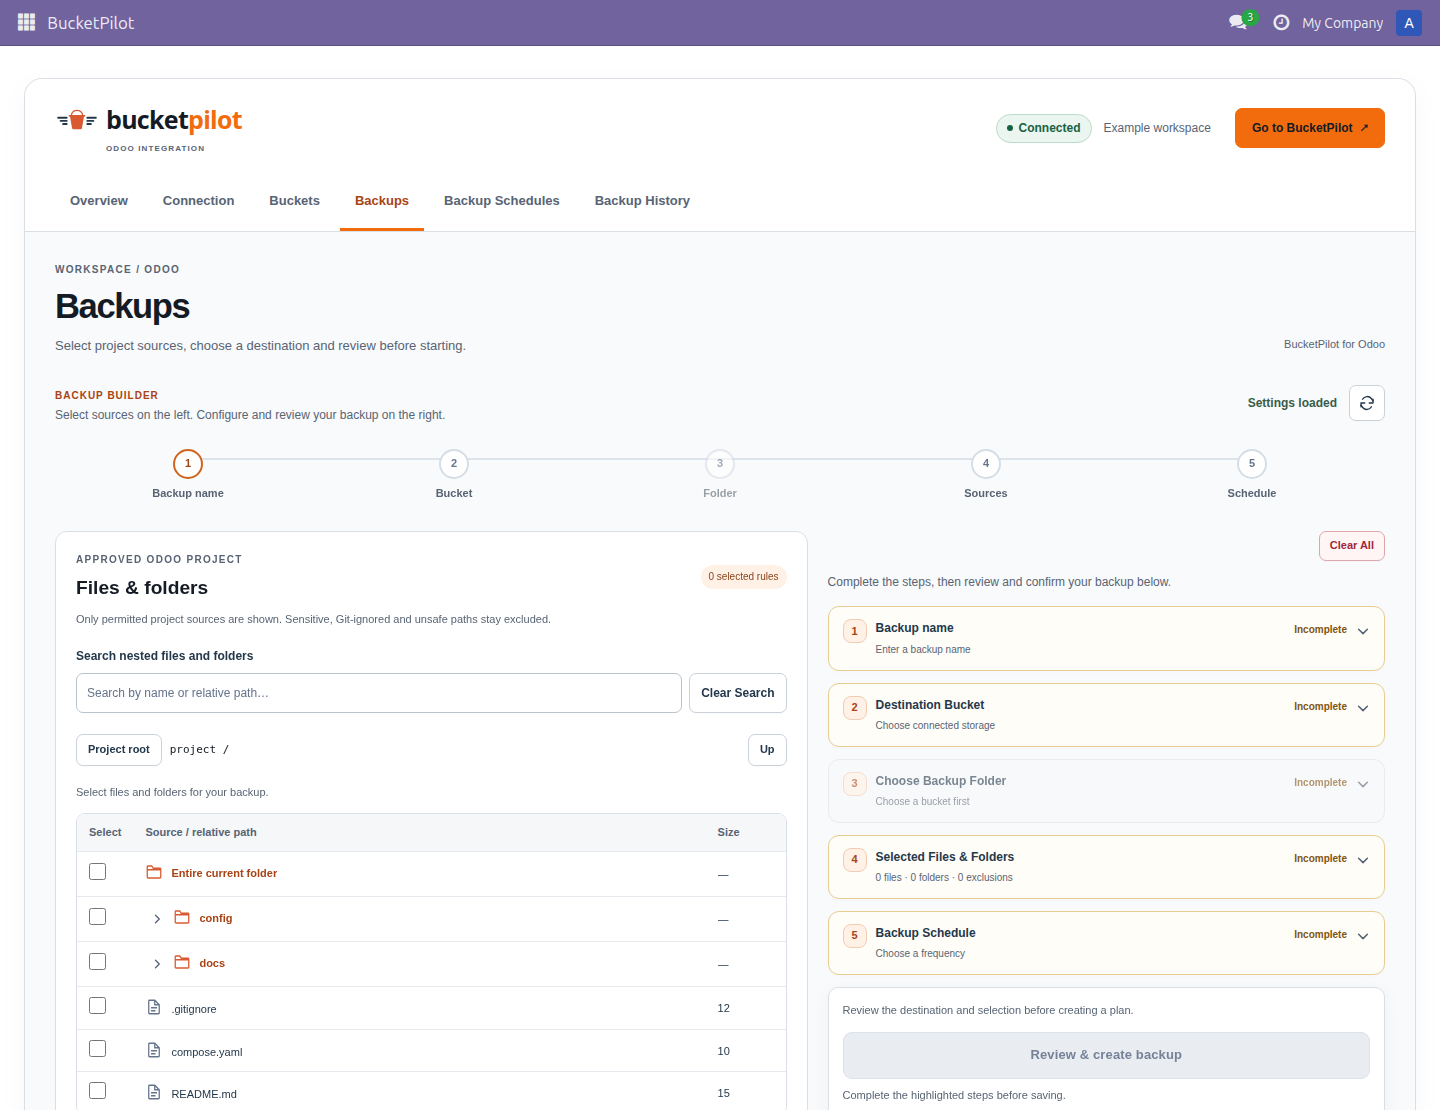 BucketPilot
3
My Company
A
bucketpilot
ODOO INTEGRATION
Connected
Example workspace
Go to BucketPilot ↗
Overview
Connection
Buckets
Backups
Backup Schedules
Backup History
WORKSPACE / ODOO
Backups
Select project sources, choose a destination and review before starting.
BucketPilot for Odoo
BACKUP BUILDER
Select sources on the left. Configure and review your backup on the right.
Settings loaded
1
2
3
4
5
Backup name
Bucket
Folder
Sources
Schedule
APPROVED ODOO PROJECT
Files & folders
0 selected rules
Only permitted project sources are shown. Sensitive, Git-ignored and unsafe paths stay excluded.
Search nested files and folders
Search by name or relative path…
Clear Search
Project root
project /
Up
Select files and folders for your backup.
Select
Source / relative path
Size
Entire current folder
—
config
—
docs
—
.gitignore
12
compose.yaml
10
README.md
15
Clear All
Complete the steps, then review and confirm your backup below.
1
Backup name
Incomplete
Enter a backup name
2
Destination Bucket
Incomplete
Choose connected storage
3
Choose Backup Folder
Incomplete
Choose a bucket first
4
Selected Files & Folders
Incomplete
0 files · 0 folders · 0 exclusions
5
Backup Schedule
Incomplete
Choose a frequency
Review the destination and selection before creating a plan.
Review & create backup
Complete the highlighted steps before saving.